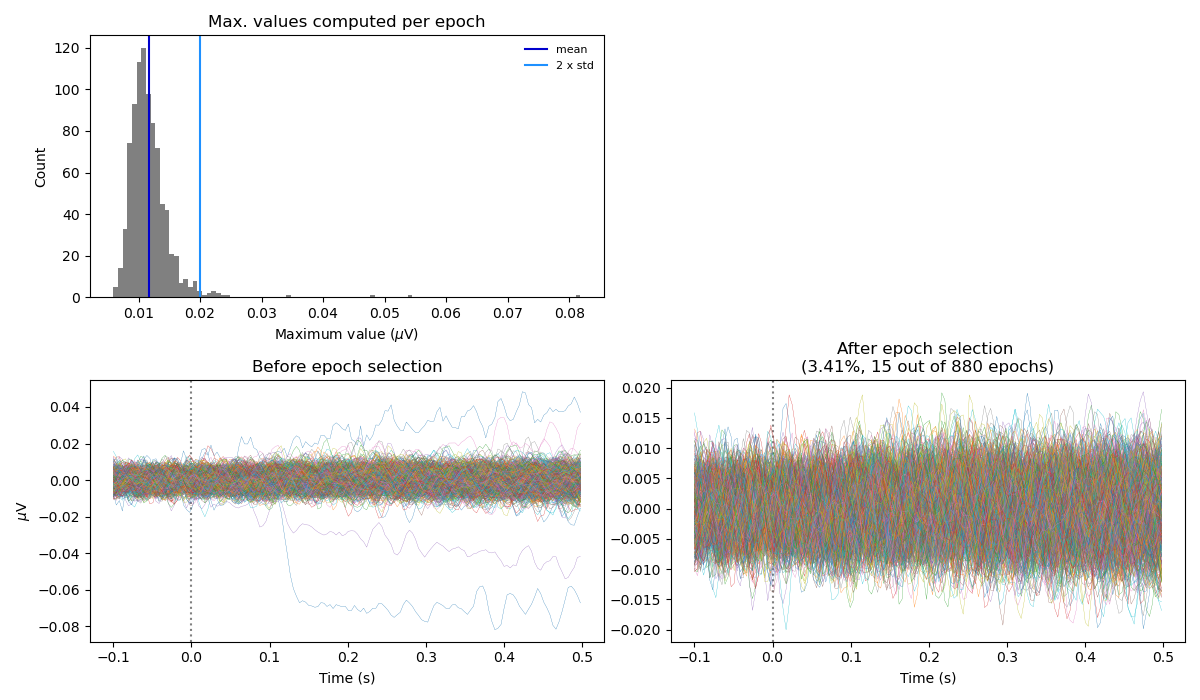 Max. values computed per epoch
mean
2 x std
120
100
80
60
40
20
0
Count
0.01 0.02 0.03 0.04 0.05 0.06 0.07 0.08
Maximum value (μV)
Before epoch selection
0.04
0.02
0.00
−0.02
−0.04
−0.06
−0.08
μV
−0.1 0.0 0.1 0.2 0.3 0.4 0.5
Time (s)
After epoch selection
(3.41%, 15 out of 880 epochs)
0.020
0.015
0.010
0.005
0.000
−0.005
−0.010
−0.015
−0.020
−0.1 0.0 0.1 0.2 0.3 0.4 0.5
Time (s)